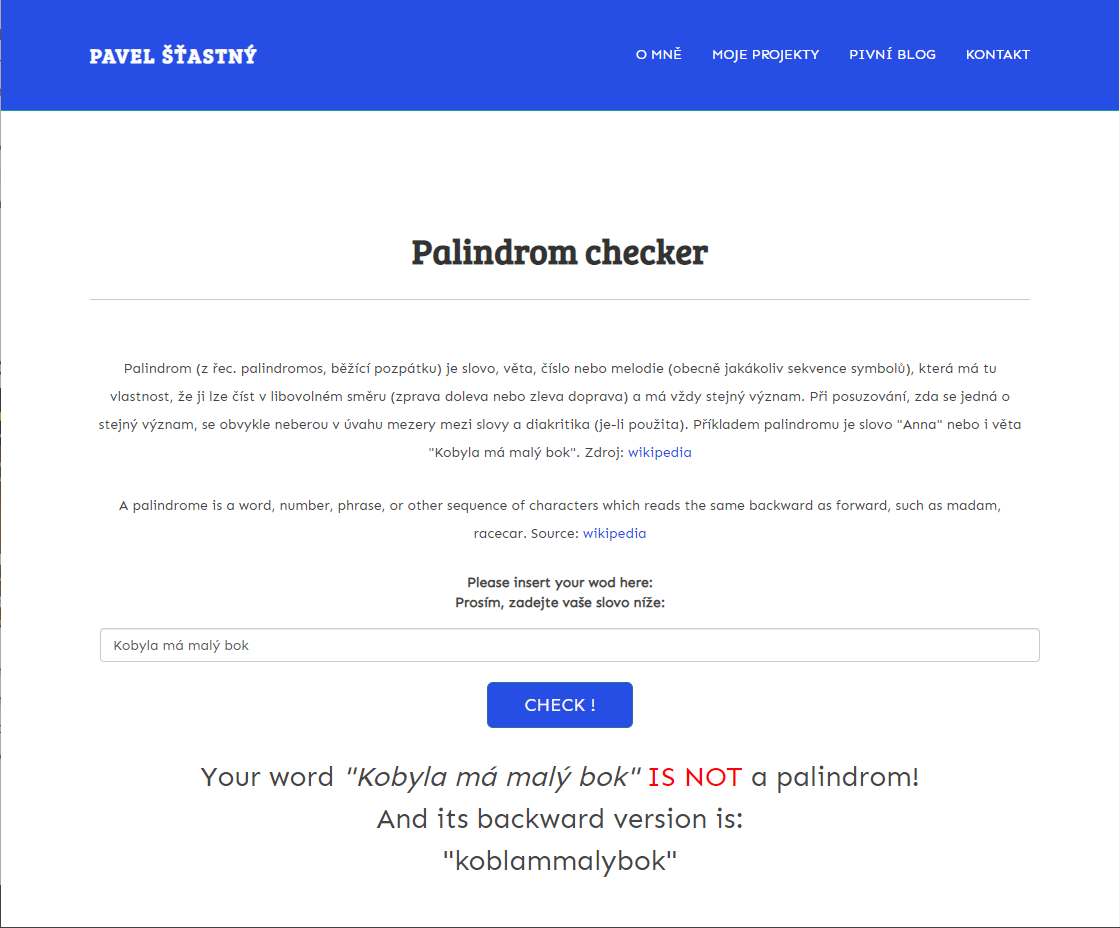 PAVEL ŠŤASTNÝ
O MNĚ MOJE PROJEKTY PIVNÍ BLOG KONTAKT
Palindrom checker
Palindrom (z řec. palindromos, běžící pozpátku) je slovo, věta, číslo nebo melodie (obecně jakákoliv sekvence symbolů), která má tu
vlastnost, že ji lze číst v libovolném směru (zprava doleva nebo zleva doprava) a má vždy stejný význam. Při posuzování, zda se jedná o
stejný význam, se obvykle neberou v úvahu mezery mezi slovy a diakritika (je-li použita). Příkladem palindromu je slovo "Anna" nebo i věta
"Kobyla má malý bok". Zdroj: wikipedia
A palindrome is a word, number, phrase, or other sequence of characters which reads the same backward as forward, such as madam,
racecar. Source: wikipedia
Please insert your wod here:
Prosím, zadejte vaše slovo níže:
Kobyla má malý bok
CHECK !
Your word "Kobyla má malý bok" IS NOT a palindrom!
And its backward version is:
"koblammalybok"